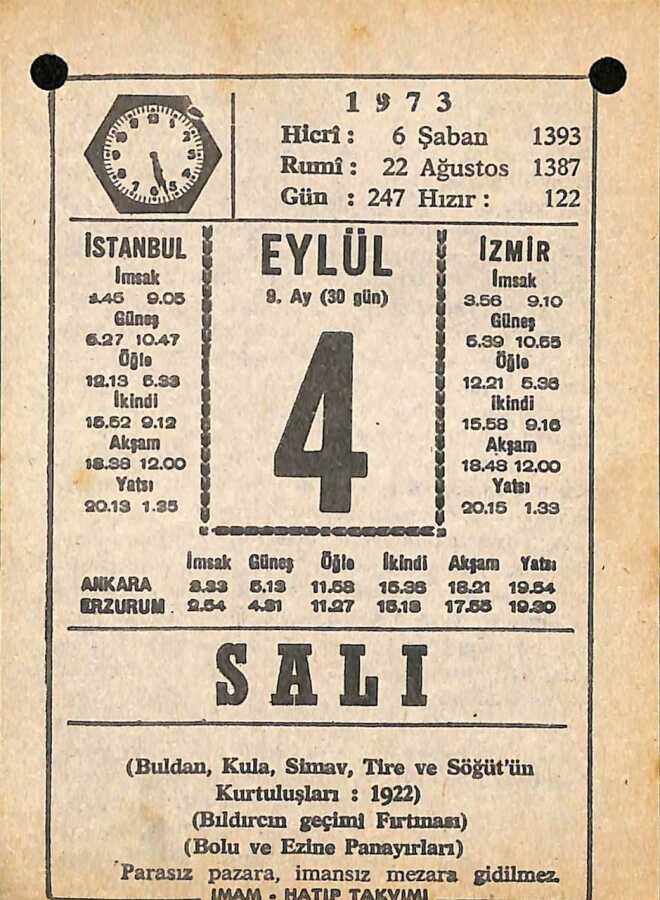 1973
Hicrî : 6 Şaban 1393
Rumî : 22 Ağustos 1387
Gün : 247 Hızır : 122
İSTANBUL
İmsak
3.45 9.05
Güneş
5.27 10.47
Öğle
12.13 5.33
İkindi
15.52 9.12
Akşam
18.38 12.00
Yatsı
20.13 1.35
EYLÜL
9. Ay (30 gün)
4
İZMİR
İmsak
3.56 9.10
Güneş
5.39 10.55
Öğle
12.21 5.36
İkindi
15.58 9.16
Akşam
18.43 12.00
Yatsı
20.15 1.33
İmsak Güneş Öğle İkindi Akşam Yatsı
ANKARA 3.33 5.13 11.58 15.36 18.21 19.54
ERZURUM 2.54 4.31 11.27 15.13 17.55 19.30
SALI
(Buldan, Kula, Simav, Tire ve Söğüt'ün
Kurtuluşları : 1922)
(Bıldırcın geçimi Fırtınası)
(Bolu ve Ezine Panayırları)
Parasız pazara, imansız mezara gidilmez.
İMAM - HATİP TAKVİMİ